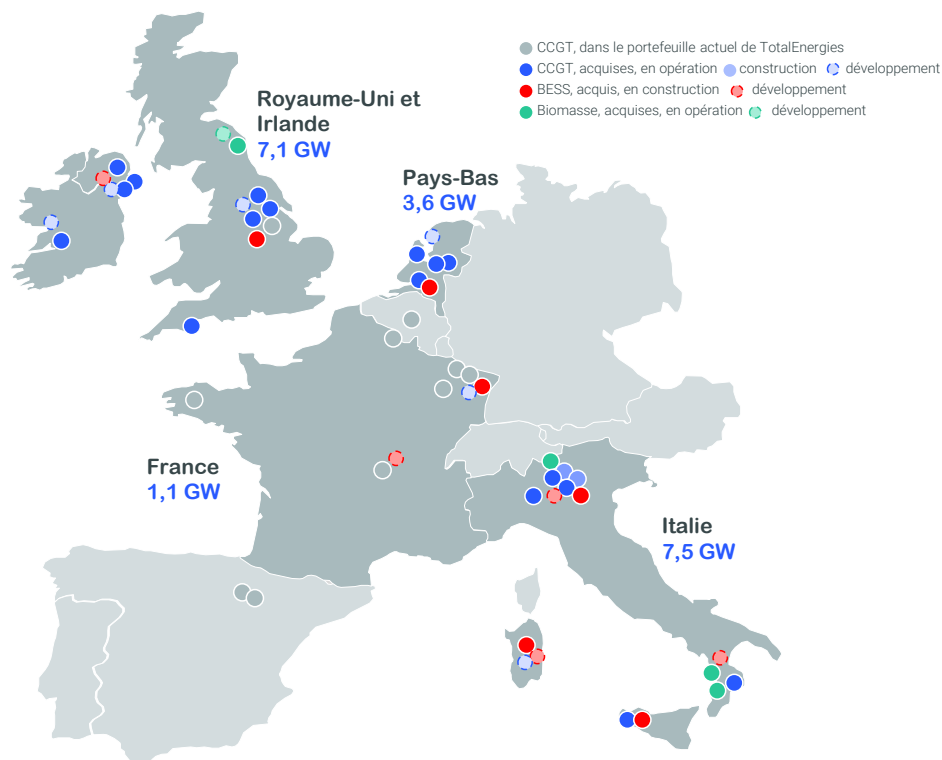 CCGT, dans le portefeuille actuel de TotalEnergies
CCGT, acquises, en opération construction développement
BESS, acquis, en construction développement
Biomasse, acquises, en opération développement
Royaume-Uni et
Irlande
7,1 GW
Pays-Bas
3,6 GW
France
1,1 GW
Italie
7,5 GW